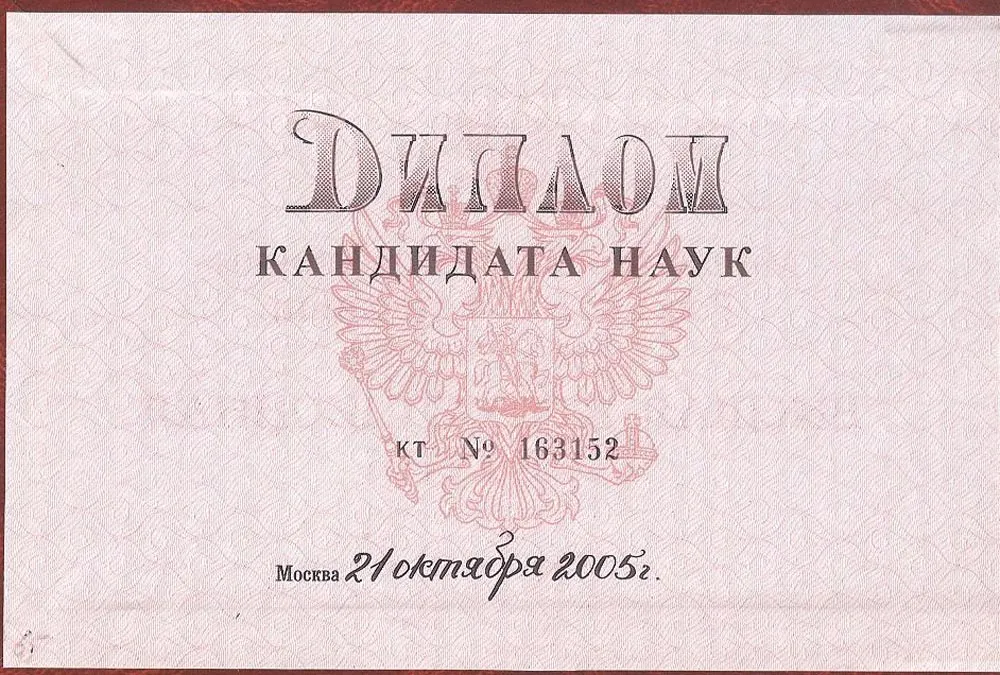 ДИПЛОМ
КАНДИДАТА НАУК
КТ № 163152
Москва 21 октября 2005г.